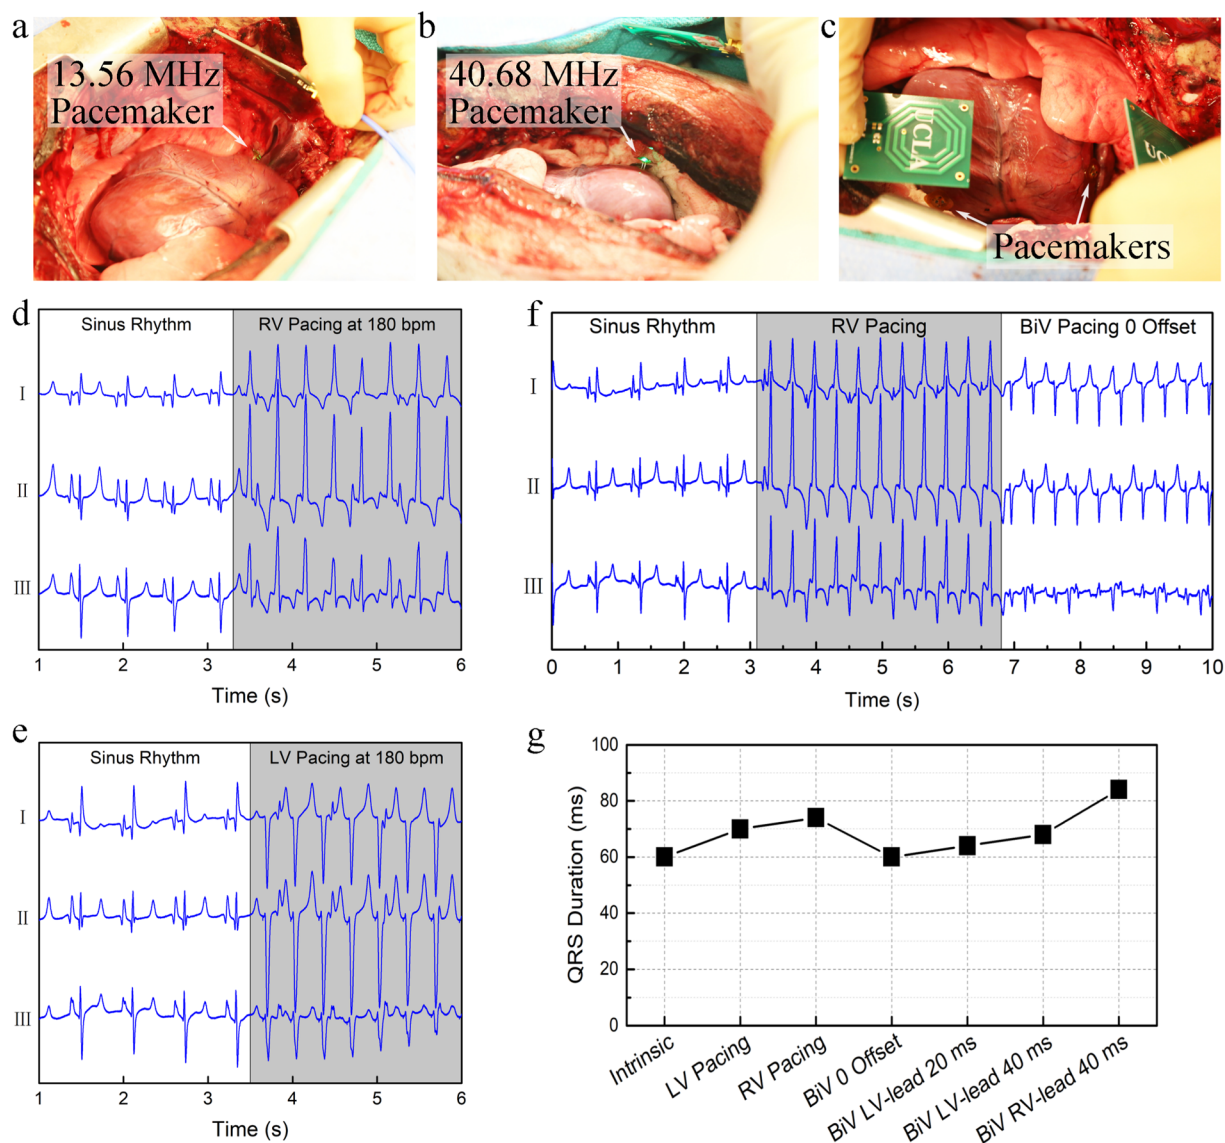 a
13.56 MHz
Pacemaker
b
40.68 MHz
Pacemaker
c
UCLA
UCL
Pacemakers
d
Sinus Rhythm
RV Pacing at 180 bpm
I
II
III
1 2 3 4 5 6
Time (s)
e
Sinus Rhythm
LV Pacing at 180 bpm
I
II
III
1 2 3 4 5 6
Time (s)
f
Sinus Rhythm
RV Pacing
BiV Pacing 0 Offset
I
II
III
0 1 2 3 4 5 6 7 8 9 10
Time (s)
g
QRS Duration (ms)
100
80
60
40
20
0
Intrinsic
LV Pacing
RV Pacing
BiV 0 Offset
BiV LV-lead 20 ms
BiV LV-lead 40 ms
BiV RV-lead 40 ms